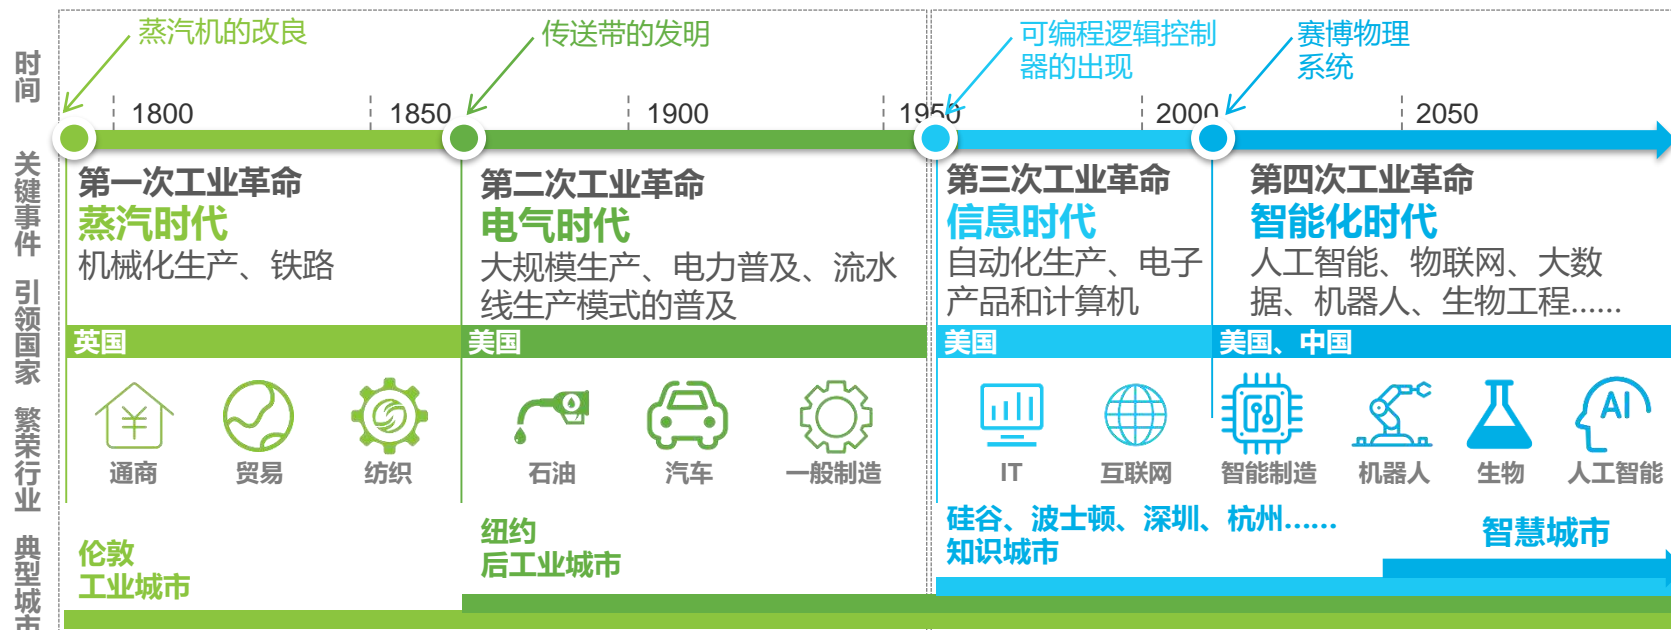 蒸汽机的改良
传送带的发明
可编程逻辑控制
器的出现
赛博物理
系统
时间
1800
1850
1900
1950
2000
2050
关键事件
第一次工业革命
蒸汽时代
机械化生产、铁路
第二次工业革命
电气时代
大规模生产、电力普及、流水
线生产模式的普及
第三次工业革命
信息时代
自动化生产、电子
产品和计算机
第四次工业革命
智能化时代
人工智能、物联网、大数
据、机器人、生物工程......
引领国家
英国
美国
美国
美国、中国
繁荣行业
¥
通商
贸易
纺织
石油
汽车
一般制造
IT
互联网
智能制造
机器人
生物
AI
人工智能
典型城市
伦敦
工业城市
纽约
后工业城市
硅谷、波士顿、深圳、杭州......
知识城市
智慧城市